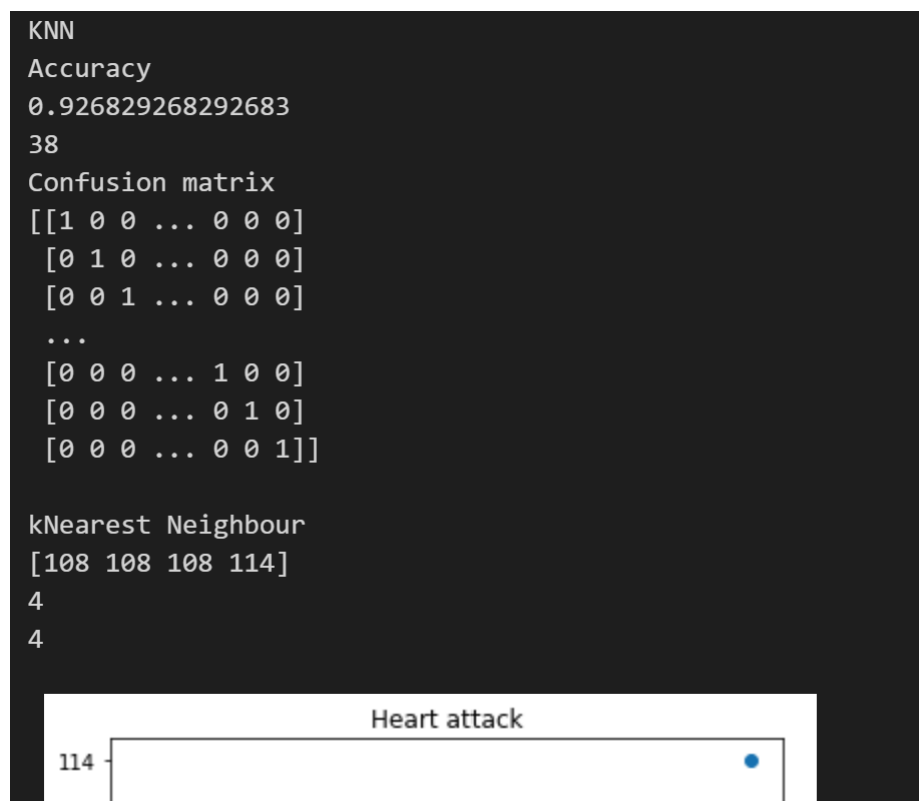 KNN
Accuracy
0.926829268292683
38
Confusion matrix
[[1 0 0 ... 0 0 0]
 [0 1 0 ... 0 0 0]
 [0 0 1 ... 0 0 0]
 ...
 [0 0 0 ... 1 0 0]
 [0 0 0 ... 0 1 0]
 [0 0 0 ... 0 0 1]]
kNearest Neighbour
[108 108 108 114]
4
4
Heart attack
114